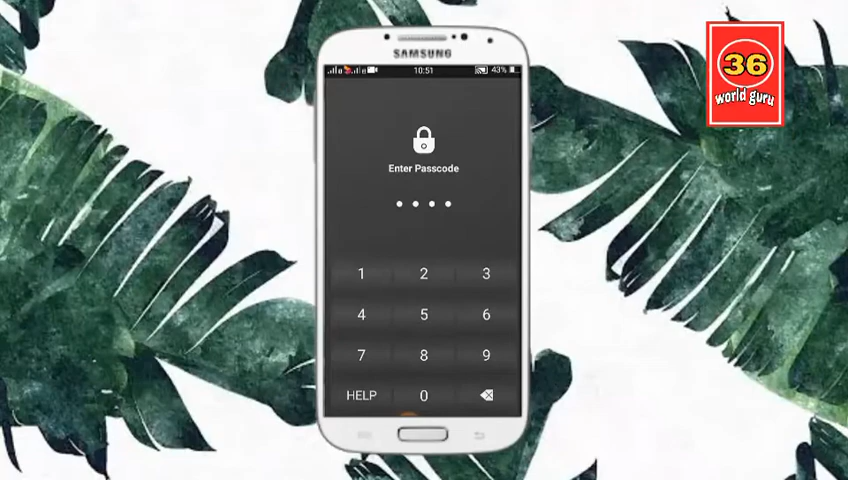 SAMSUNG
10:51
43%
Enter Passcode
1 2 3
4 5 6
7 8 9
HELP 0
36
world guru